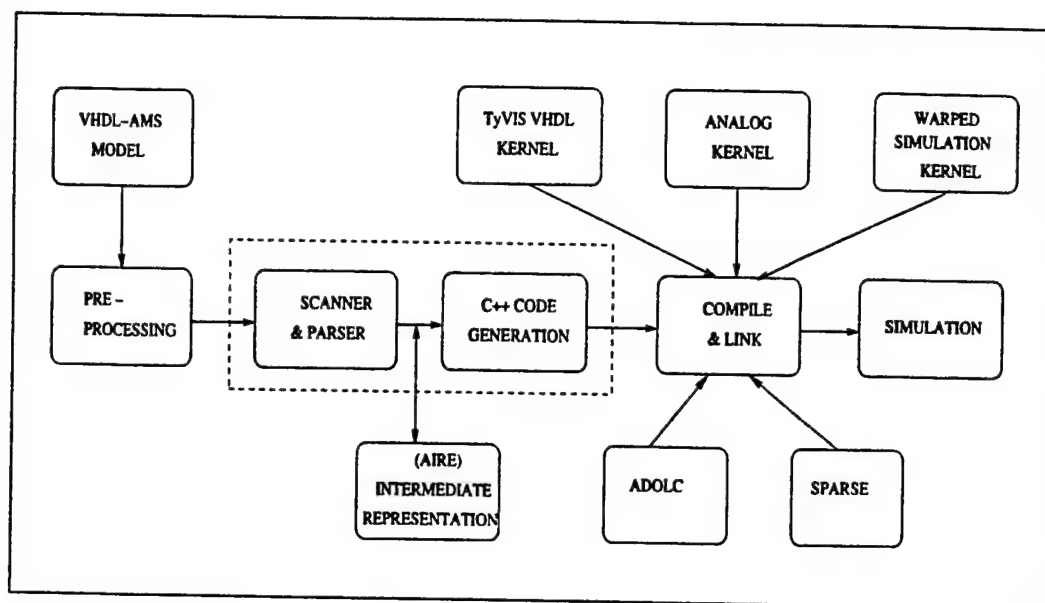 VHDL-AMS
MODEL
TyVIS VHDL
KERNEL
ANALOG
KERNEL
WARPED
SIMULATION
KERNEL
PRE -
PROCESSING
SCANNER
& PARSER
C++ CODE
GENERATION
COMPILE
& LINK
SIMULATION
(AIRE)
INTERMEDIATE
REPRESENTATION
ADOLC
SPARSE